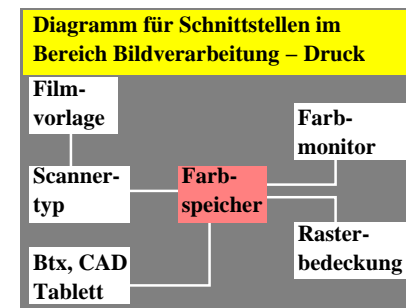 Diagramm für Schnittstellen im
Bereich Bildverarbeitung – Druck
Film-
vorlage
Farb-
monitor
Scanner-
typ
Farb-
speicher
Raster-
bedeckung
Btx, CAD
Tablett